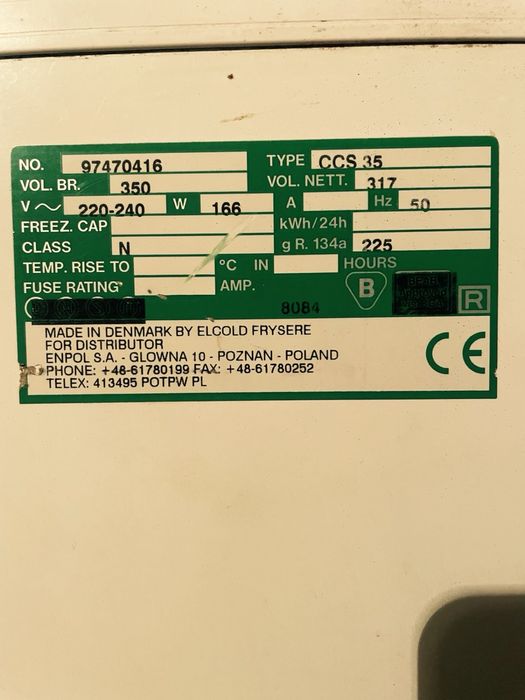 NO. 97470416 TYPE CCS 35
VOL. BR. 350 VOL. NETT. 317
V ~ 220-240 W 166 A Hz 50
FREEZ. CAP kWh/24h
CLASS N g R. 134a 225
TEMP. RISE TO °C IN HOURS
FUSE RATING AMP. B
8084 R
MADE IN DENMARK BY ELCOLD FRYSERE
FOR DISTRIBUTOR
ENPOL S.A. - GLOWNA 10 - POZNAN - POLAND
PHONE: +48-61780199 FAX: +48-61780252
TELEX: 413495 POTPW PL
CE